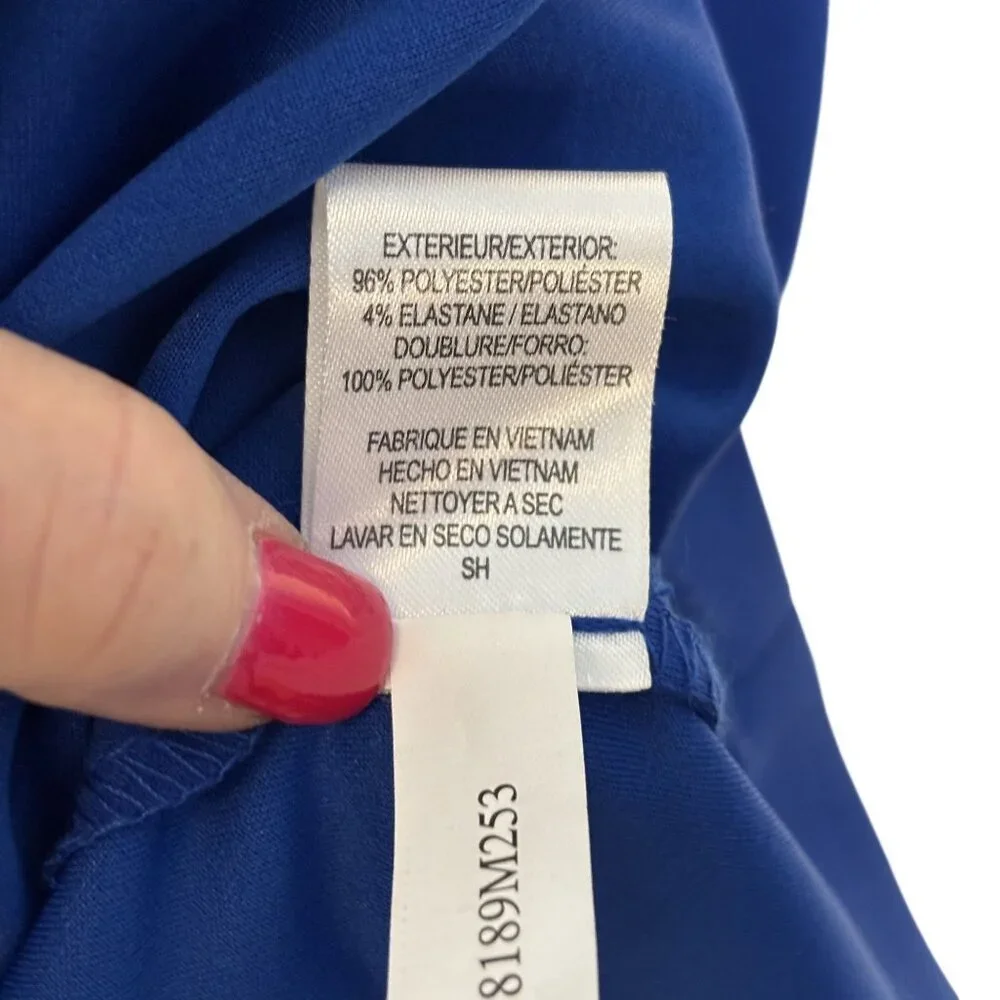 EXTERIEUR/EXTERIOR:
96% POLYESTER/POLIÉSTER
4% ELASTANE / ELASTANO
DOUBLURE/FORRO:
100% POLYESTER/POLIÉSTER
FABRIQUE EN VIETNAM
HECHO EN VIETNAM
NETTOYER A SEC
LAVAR EN SECO SOLAMENTE
SH
8189M253